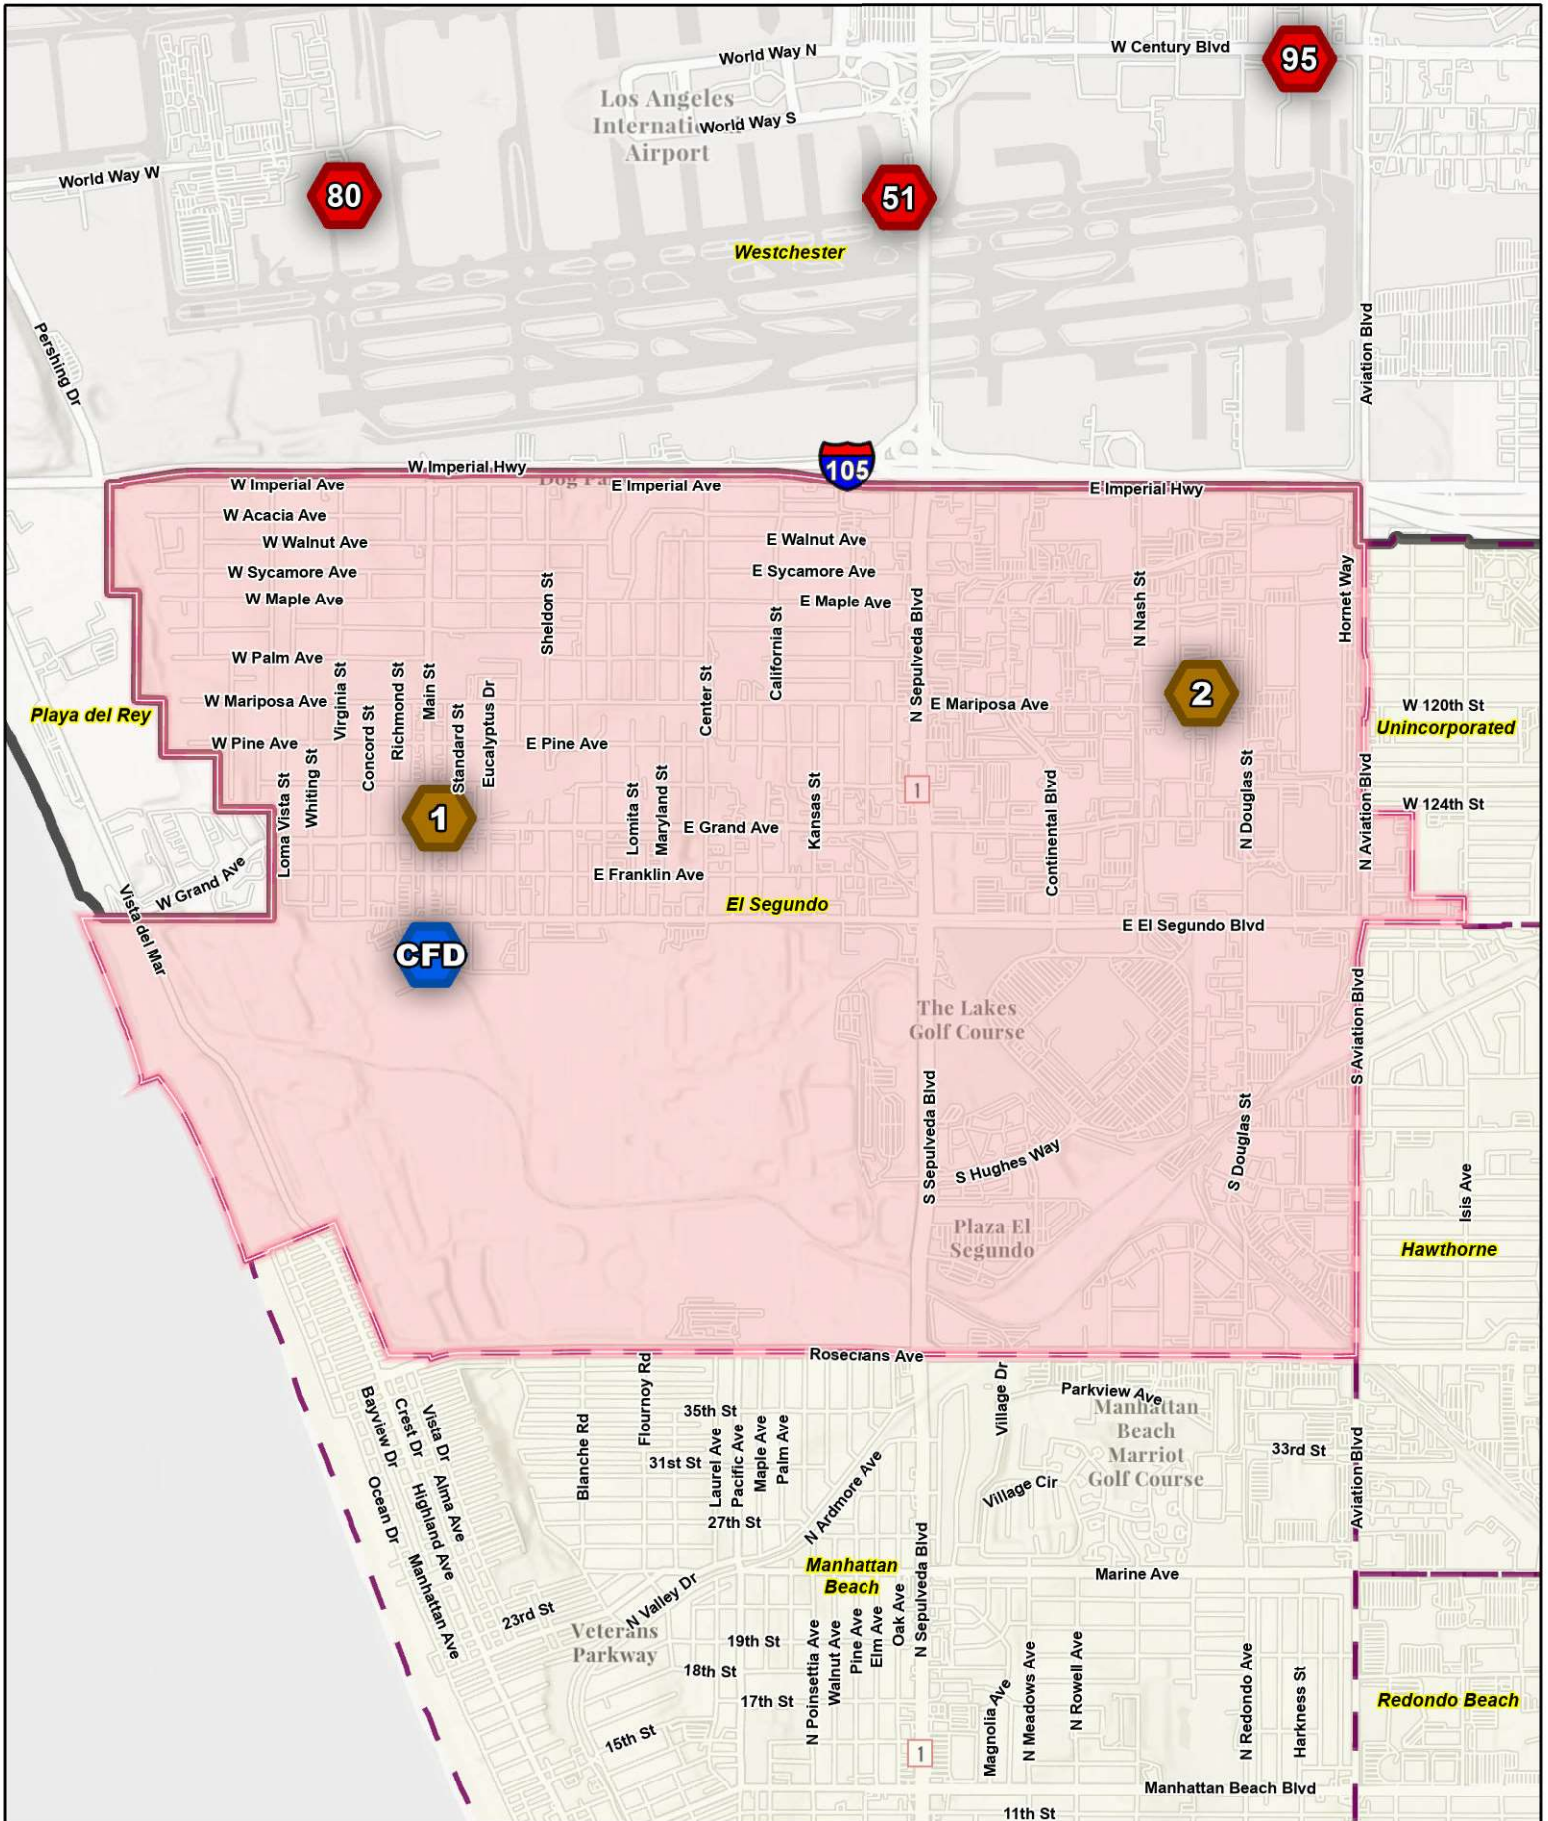 World Way N
W Century Blvd
95
Los Angeles
International
Airport
World Way S
World Way W
80
51
Westchester
Pershing Dr
Aviation Blvd
W Imperial Hwy
105
W Imperial Ave
E Imperial Ave
E Imperial Hwy
W Acacia Ave
W Walnut Ave
E Walnut Ave
W Sycamore Ave
E Sycamore Ave
W Maple Ave
E Maple Ave
Sheldon St
California St
N Sepulveda Blvd
N Nash St
Hornet Way
W Palm Ave
Virginia St
Richmond St
Main St
Center St
2
W Mariposa Ave
E Mariposa Ave
Playa del Rey
Concord St
Standard St
Eucalyptus Dr
W 120th St
Unincorporated
W Pine Ave
E Pine Ave
Whiting St
Loma Vista St
1
Lomita St
Maryland St
Kansas St
1
Continental Blvd
N Douglas St
N Aviation Blvd
W 124th St
E Grand Ave
W Grand Ave
E Franklin Ave
El Segundo
Vista del Mar
E El Segundo Blvd
CFD
The Lakes
Golf Course
S Aviation Blvd
S Sepulveda Blvd
S Hughes Way
S Douglas St
Isis Ave
Plaza El
Segundo
Hawthorne
Rosecrans Ave
Flournoy Rd
Village Dr
Parkview Ave
Manhattan
Beach
Marriot
Golf Course
Bayview Dr
Crest Dr
Vista Dr
Blanche Rd
35th St
31st St
Laurel Ave
Pacific Ave
Maple Ave
Palm Ave
33rd St
Aviation Blvd
Ocean Dr
Highland Ave
Alma Ave
Village Cir
N Ardmore Ave
27th St
Manhattan Ave
Manhattan
Beach
Marine Ave
N Valley Dr
23rd St
Oak Ave
N Sepulveda Blvd
Veterans
Parkway
19th St
18th St
17th St
15th St
N Poinsettia Ave
Walnut Ave
Pine Ave
Elm Ave
Magnolia Ave
N Meadows Ave
N Rowell Ave
N Redondo Ave
Harkness St
Redondo Beach
1
Manhattan Beach Blvd
11th St